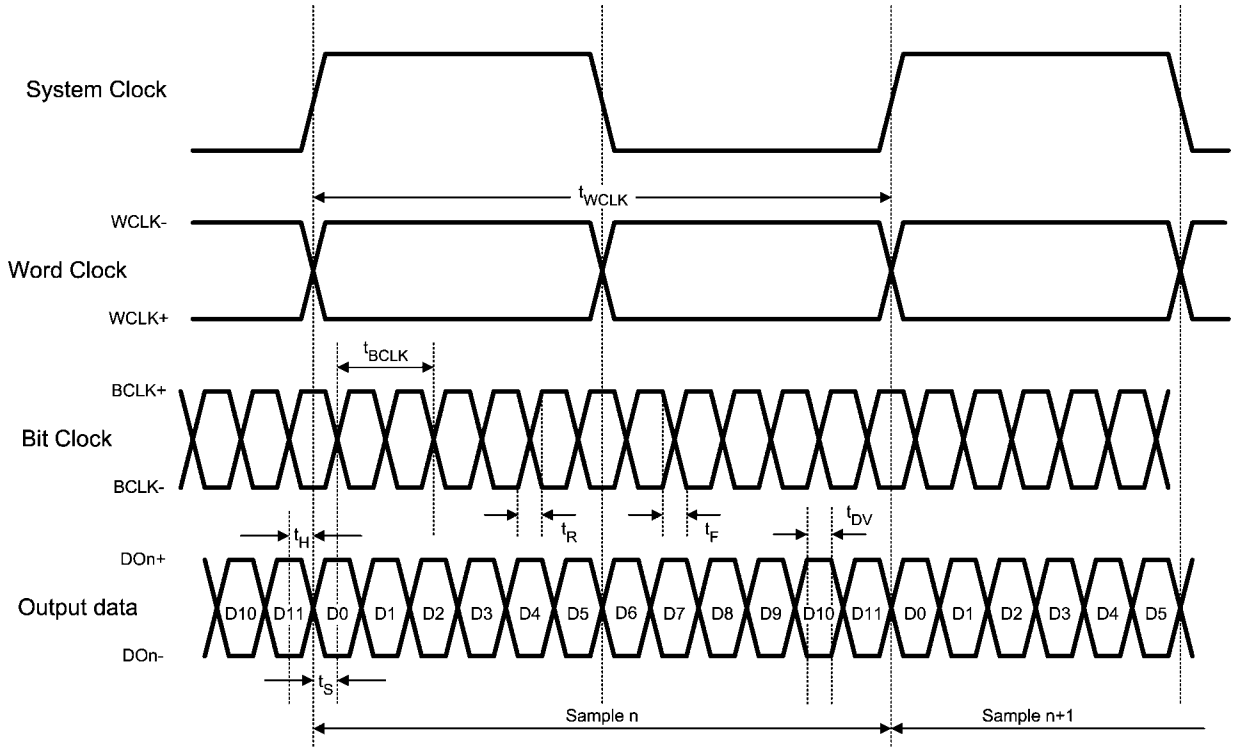 System Clock
tWCLK
WCLK-
Word Clock
WCLK+
tBCLK
BCLK+
Bit Clock
BCLK-
tH
tR
tF
tDV
DOn+
Output data
D10 D11 D0 D1 D2 D3 D4 D5 D6 D7 D8 D9 D10 D11 D0 D1 D2 D3 D4 D5
DOn-
tS
Sample n
Sample n+1